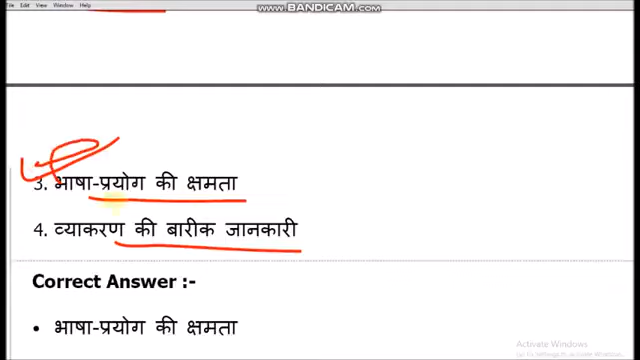 File Edit View Window Help
www.BANDICAM.com
3. भाषा-प्रयोग की क्षमता
4. व्याकरण की बारीक जानकारी
Correct Answer :-
• भाषा-प्रयोग की क्षमता
Activate Windows